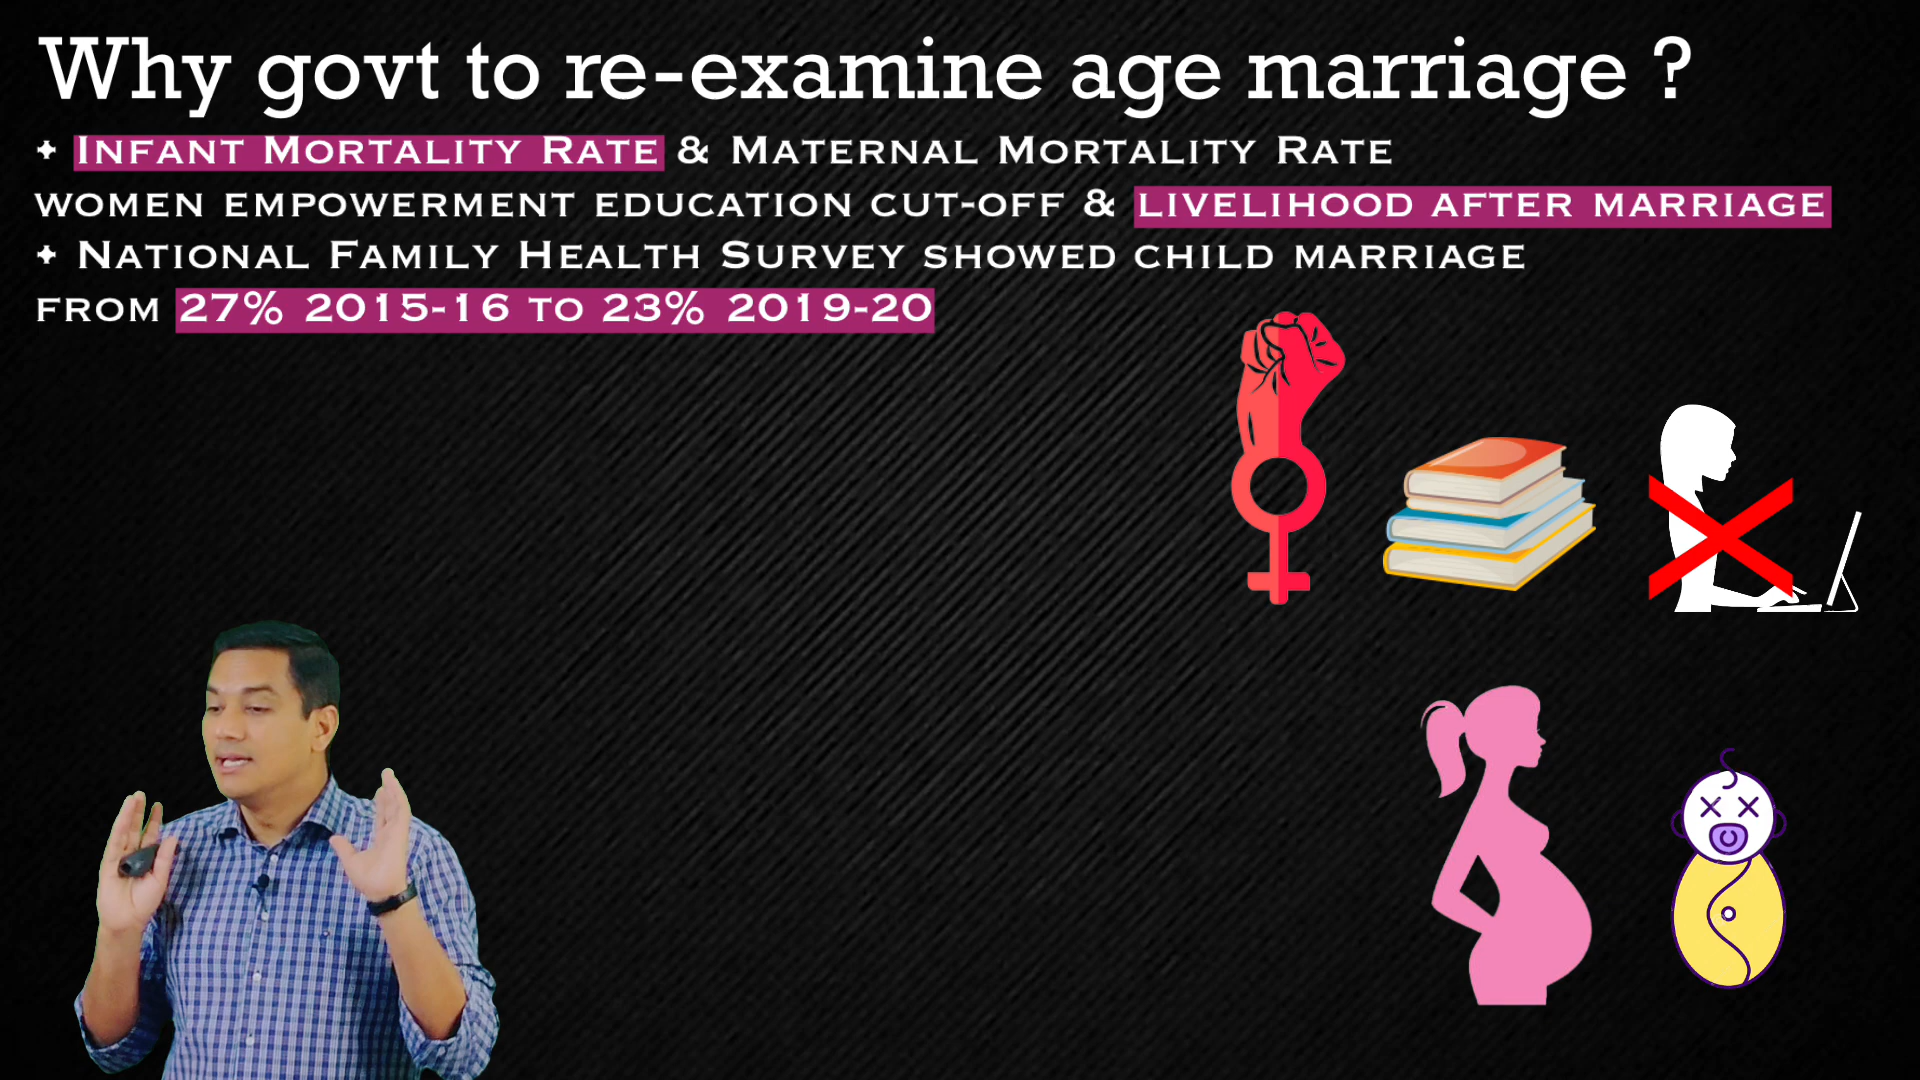 Why govt to re-examine age marriage ?
+ Infant Mortality Rate & Maternal Mortality Rate
women empowerment education cut-off & livelihood after marriage
+ National Family Health Survey showed child marriage
from 27% 2015-16 to 23% 2019-20